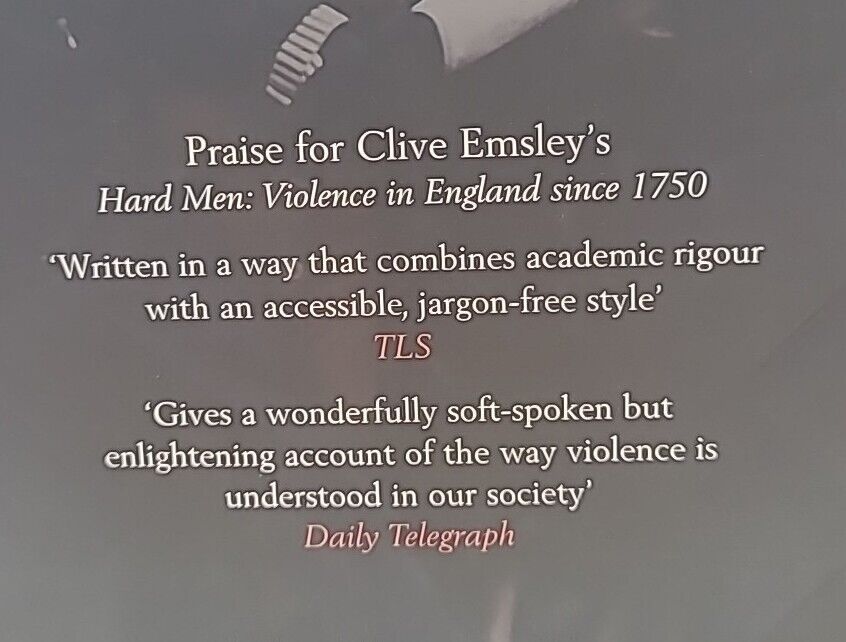 Praise for Clive Emsley’s
Hard Men: Violence in England since 1750
‘Written in a way that combines academic rigour
with an accessible, jargon-free style’
TLS
‘Gives a wonderfully soft-spoken but
enlightening account of the way violence is
understood in our society’
Daily Telegraph